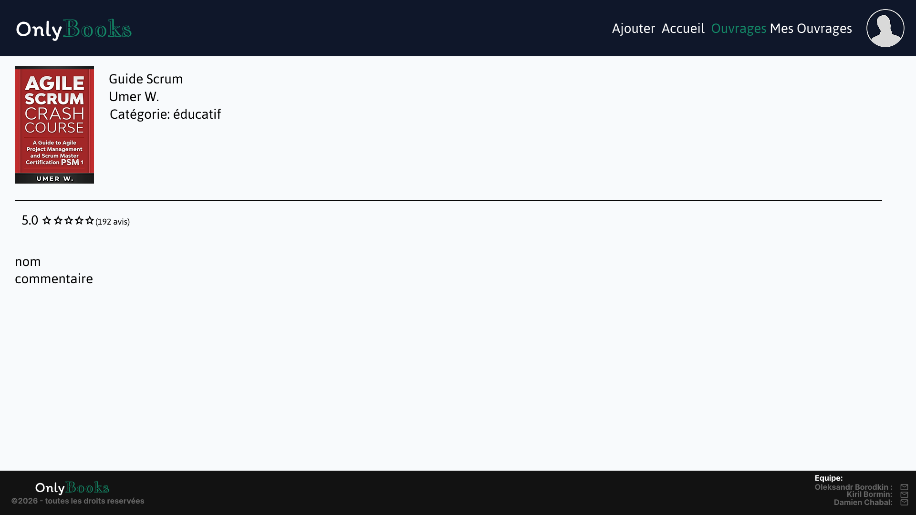 OnlyBooks
Ajouter Accueil Ouvrages Mes Ouvrages
AGILE
SCRUM
CRASH
COURSE
A Guide to Agile
Project Management
and Scrum Master
Certification PSM 1
UMER W.
Guide Scrum
Umer W.
Catégorie: éducatif
5.0 (192 avis)
nom
commentaire
OnlyBooks
©2026 - toutes les droits reservées
Equipe:
Oleksandr Borodkin :
Kiril Bormin:
Damien Chabal: